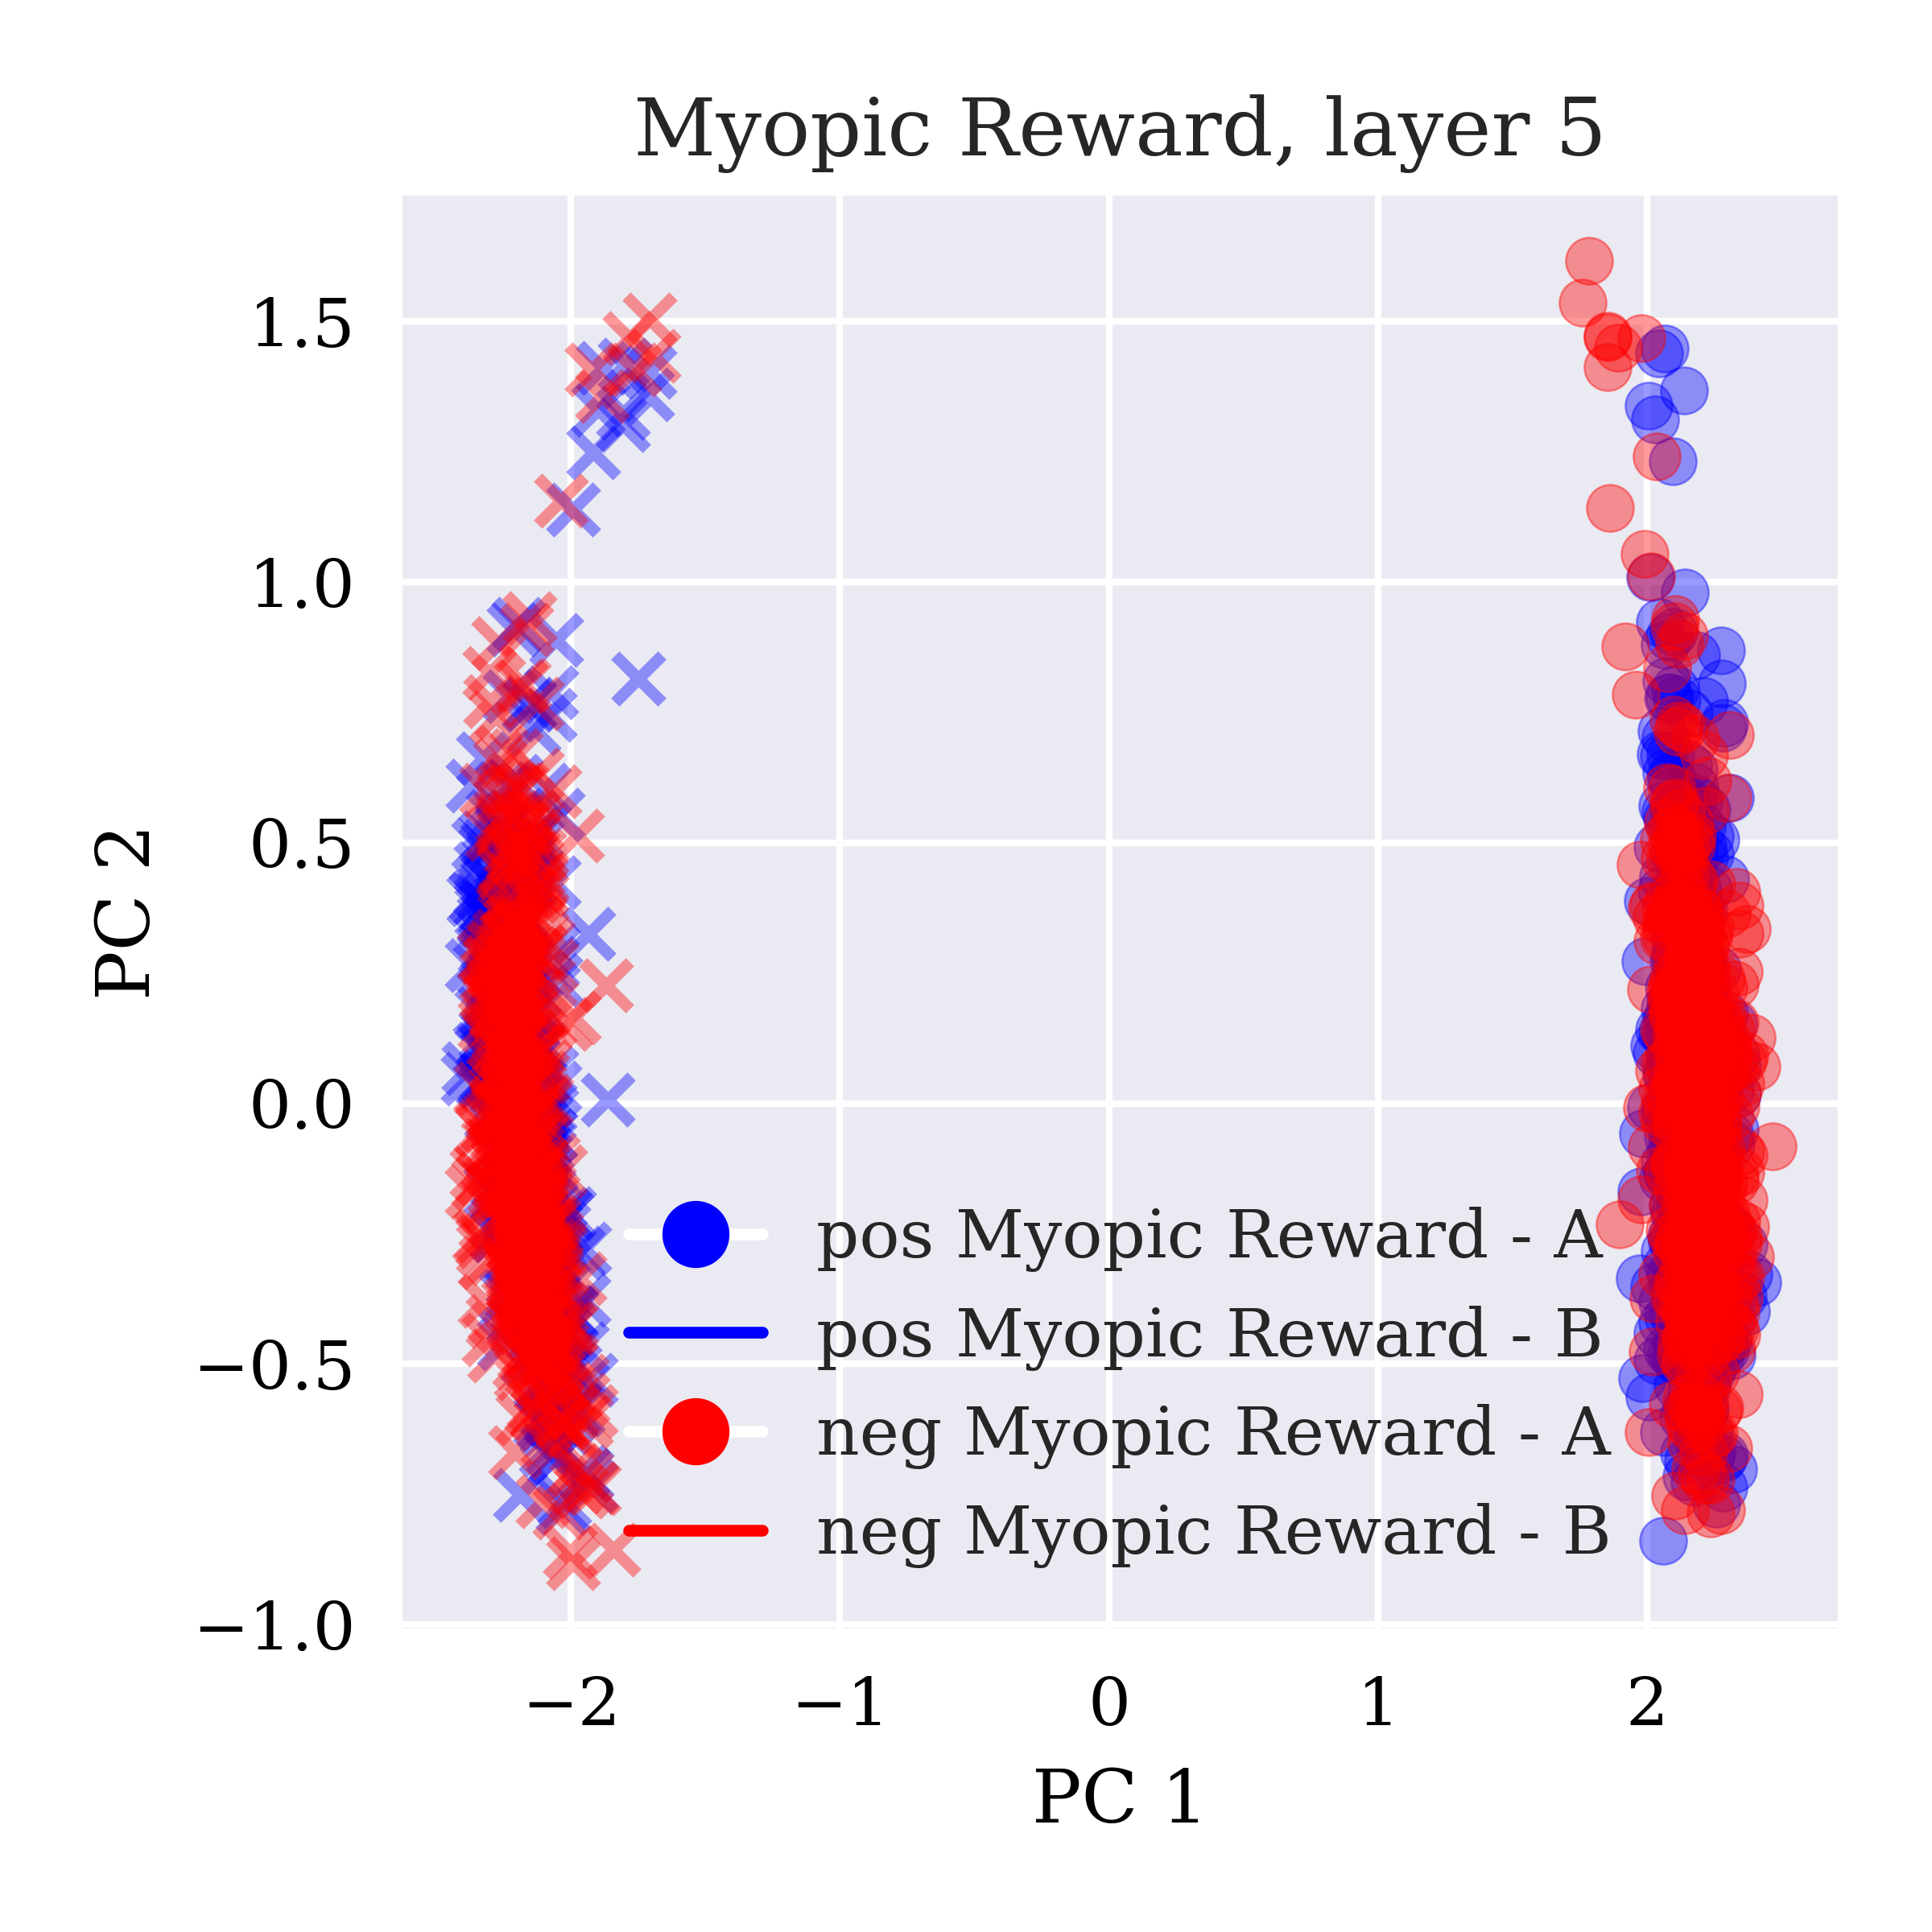 Myopic Reward, layer 5
1.5
1.0
0.5
0.0
−0.5
−1.0
PC 2
pos Myopic Reward - A
pos Myopic Reward - B
neg Myopic Reward - A
neg Myopic Reward - B
−2 −1 0 1 2
PC 1